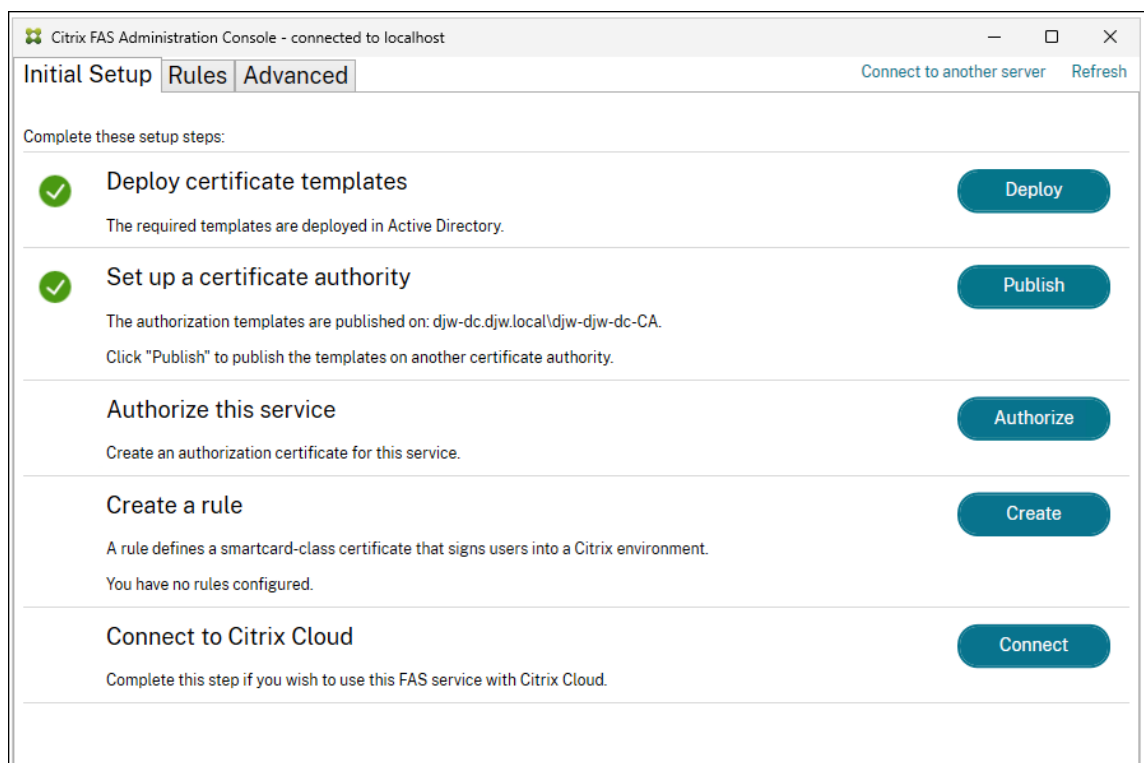 Citrix FAS Administration Console - connected to localhost
Initial Setup Rules Advanced Connect to another server Refresh
Complete these setup steps:
Deploy certificate templates
Deploy
The required templates are deployed in Active Directory.
Set up a certificate authority
Publish
The authorization templates are published on: djw-dc.djw.local\djw-djw-dc-CA.
Click "Publish" to publish the templates on another certificate authority.
Authorize this service
Authorize
Create an authorization certificate for this service.
Create a rule
Create
A rule defines a smartcard-class certificate that signs users into a Citrix environment.
You have no rules configured.
Connect to Citrix Cloud
Connect
Complete this step if you wish to use this FAS service with Citrix Cloud.